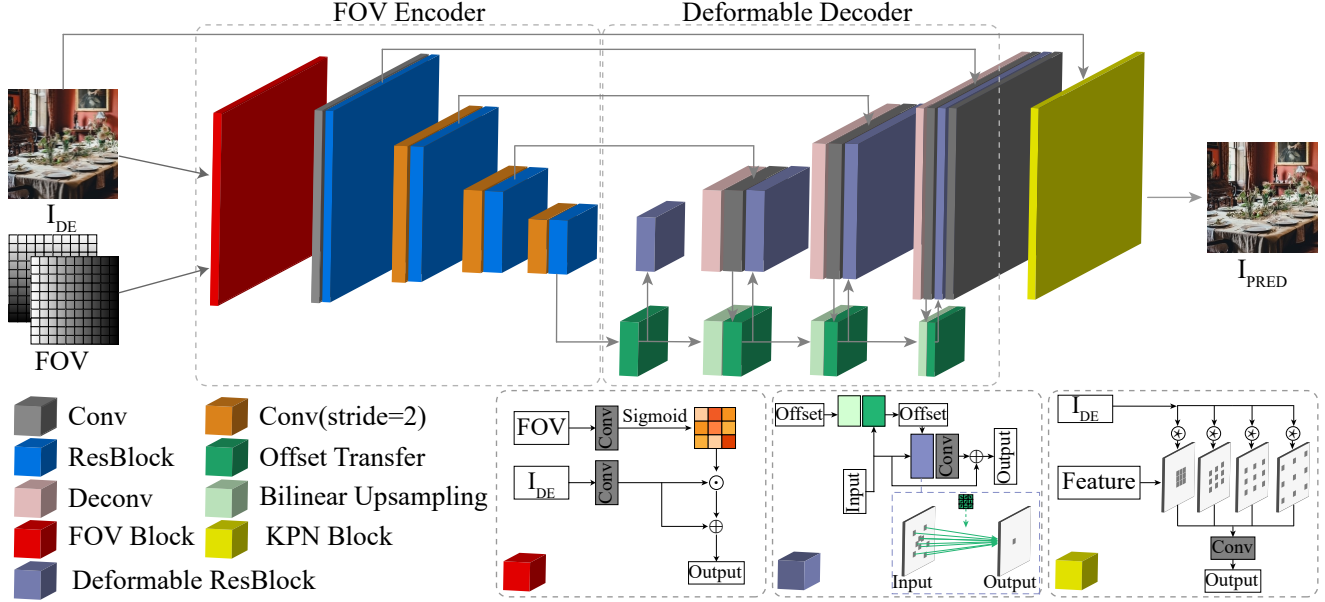 FOV Encoder
Deformable Decoder
I_DE
FOV
I_PRED
Conv
Conv(stride=2)
ResBlock
Offset Transfer
Deconv
Bilinear Upsampling
FOV Block
KPN Block
Deformable ResBlock
FOV
Conv
Sigmoid
I_DE
Conv
Output
Offset
Offset
Conv
Output
Input
Input
Output
I_DE
Feature
Conv
Output